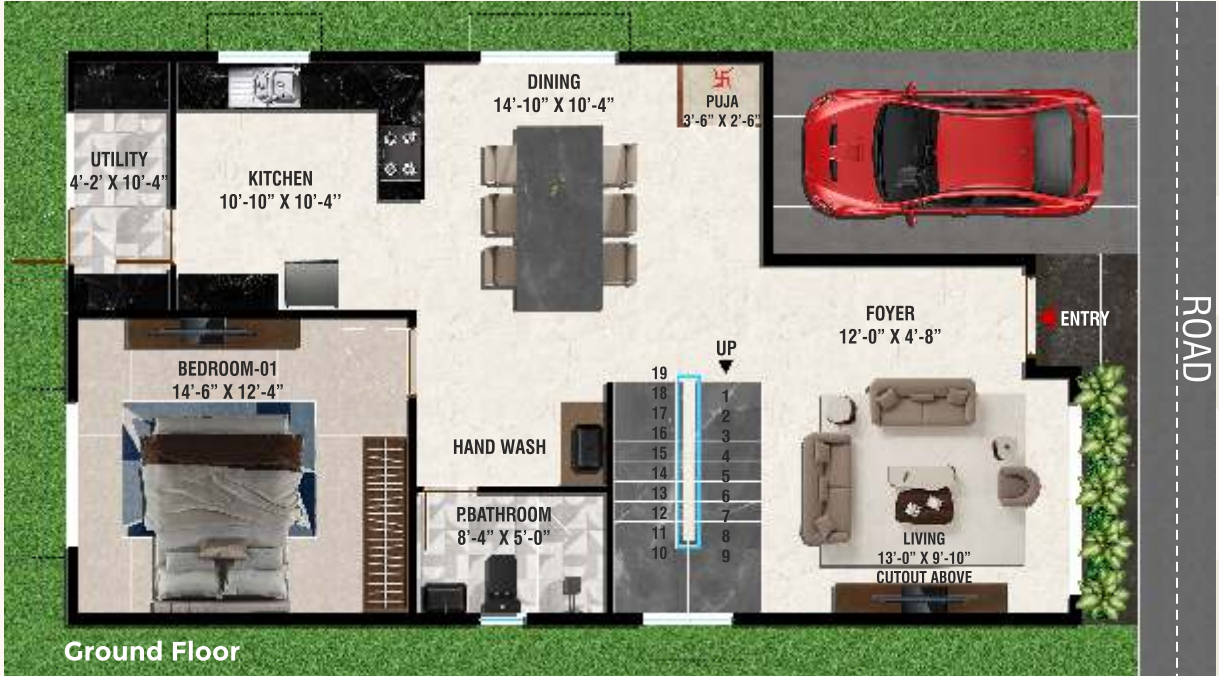 DINING
14'-10" X 10'-4"
PUJA
3'-6" X 2'-6"
UTILITY
4'-2' X 10'-4"
KITCHEN
10'-10" X 10'-4''
FOYER
12'-0" X 4'-8"
ENTRY
ROAD
BEDROOM-01
14'-6" X 12'-4"
UP
19
18
17
16
15
14
13
12
11
10
1
2
3
4
5
6
7
8
9
HAND WASH
P.BATHROOM
8'-4" X 5'-0"
LIVING
13'-0" X 9'-10"
CUTOUT ABOVE
Ground Floor